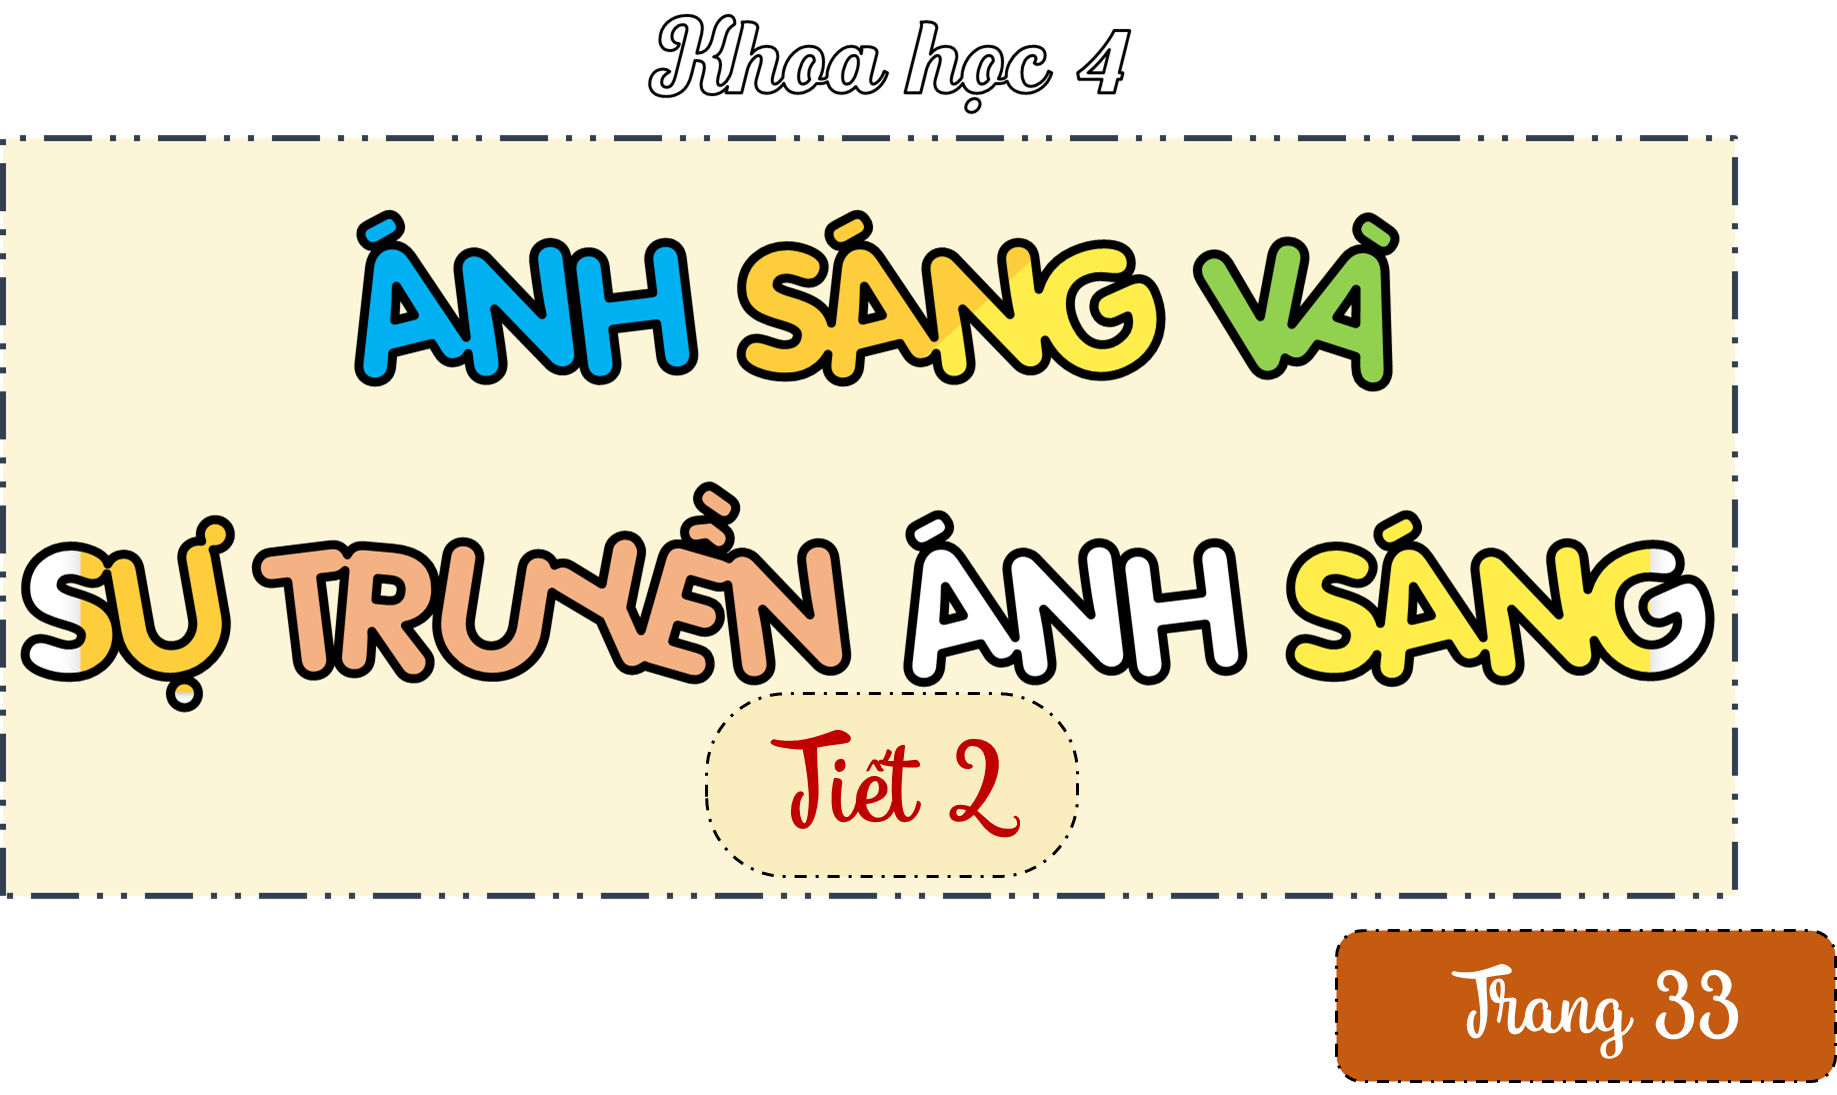 Khoa học 4
ÁNH SÁNG VÀ
SỰ TRUYỀN ÁNH SÁNG
Tiết 2
Trang 33